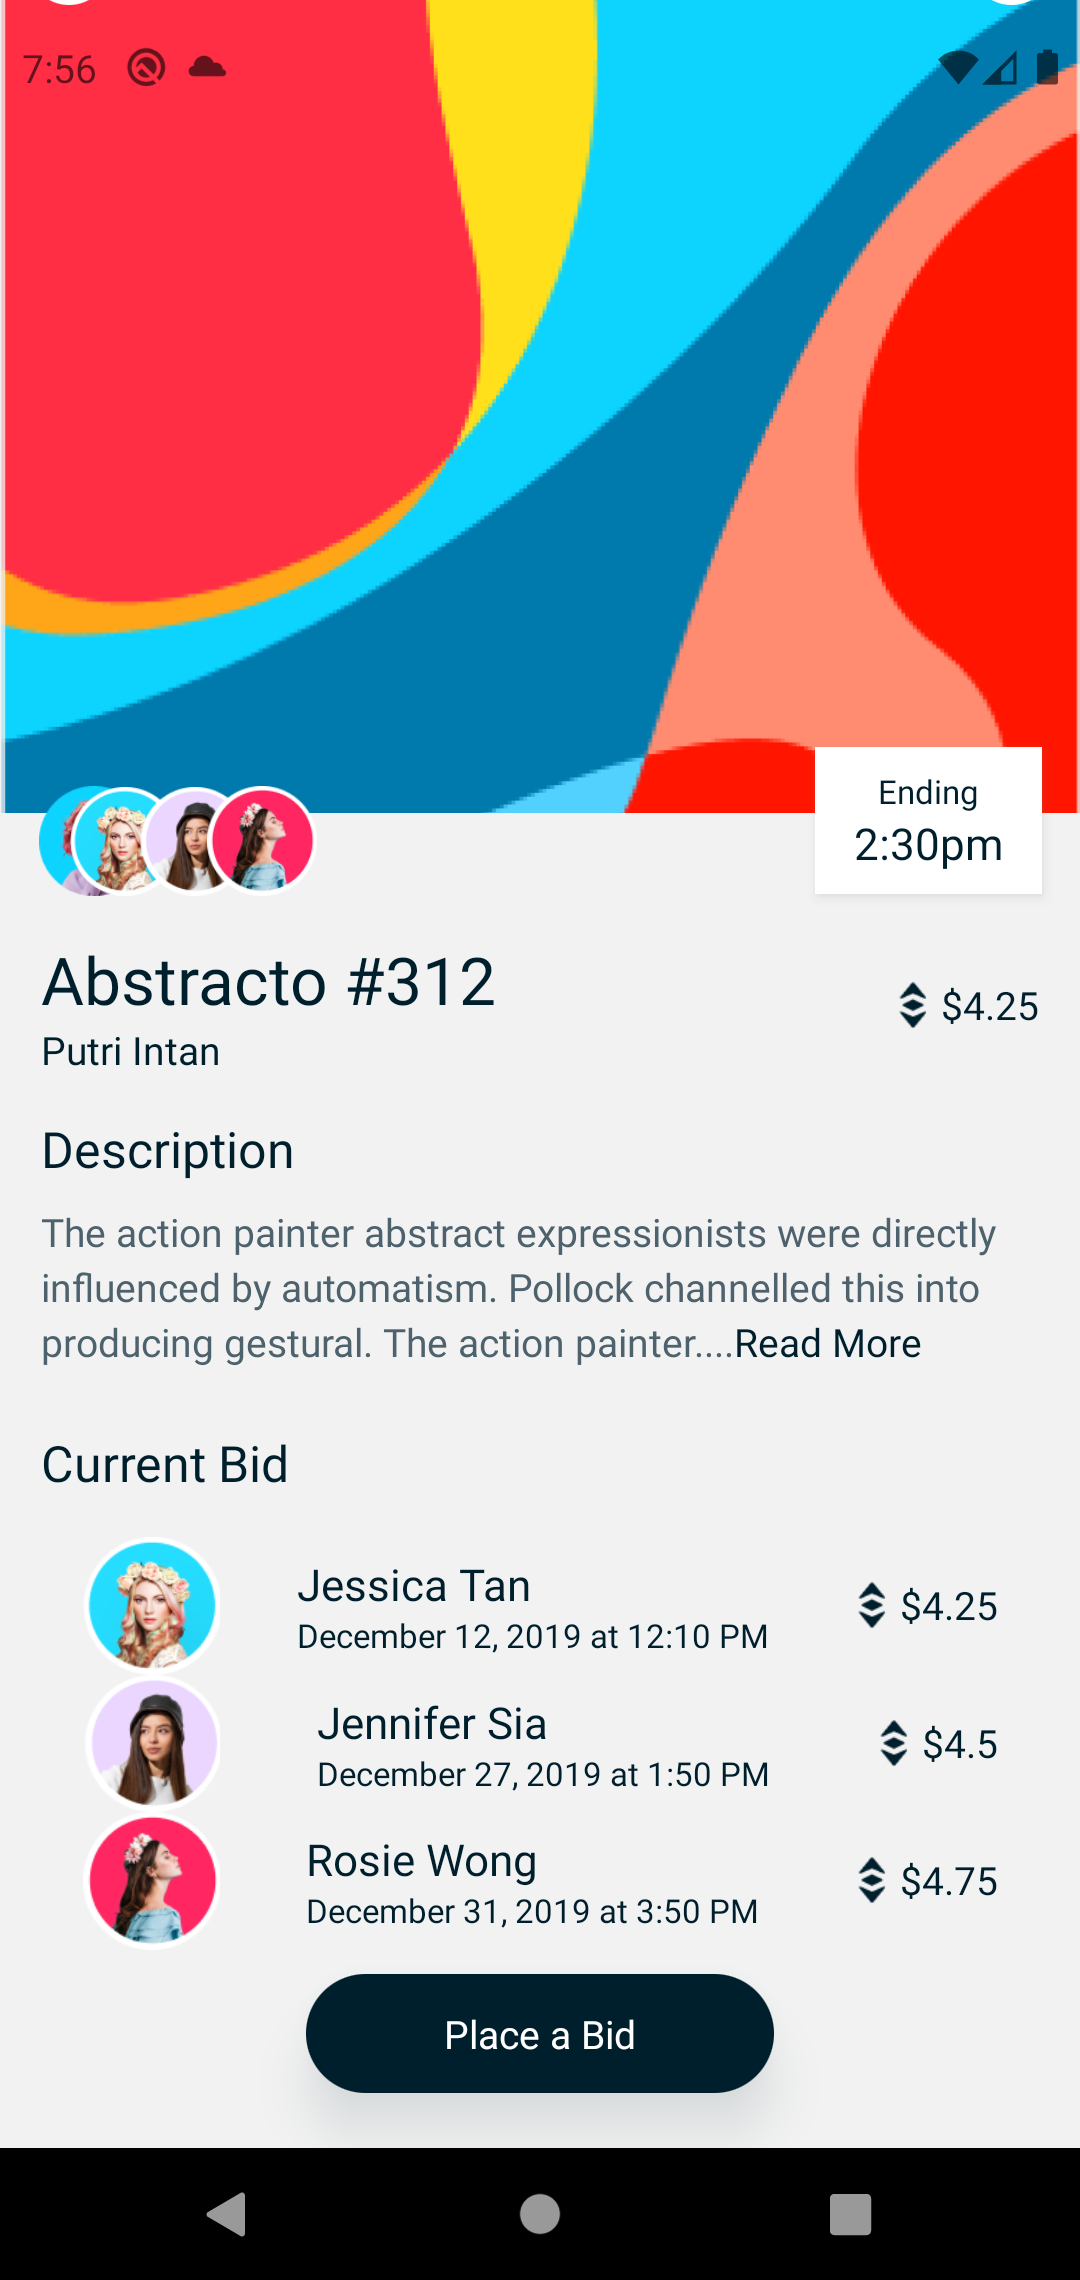 7:56
Ending
2:30pm
Abstracto #312
$4.25
Putri Intan
Description
The action painter abstract expressionists were directly
influenced by automatism. Pollock channelled this into
producing gestural. The action painter....Read More
Current Bid
Jessica Tan
December 12, 2019 at 12:10 PM
$4.25
Jennifer Sia
December 27, 2019 at 1:50 PM
$4.5
Rosie Wong
December 31, 2019 at 3:50 PM
$4.75
Place a Bid